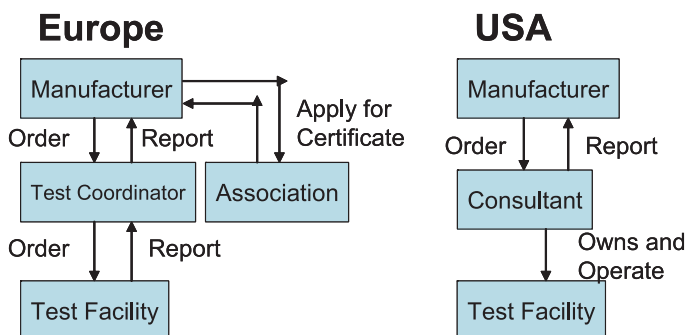 Europe
Manufacturer
Order
Report
Apply for
Certificate
Test Coordinator
Association
Order
Report
Test Facility
USA
Manufacturer
Order
Report
Consultant
Owns and
Operate
Test Facility